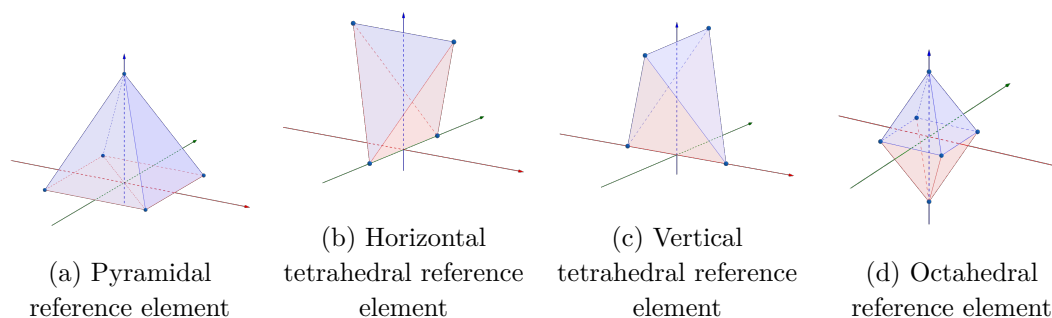 (a) Pyramidal
reference element
(b) Horizontal
tetrahedral reference
element
(c) Vertical
tetrahedral reference
element
(d) Octahedral
reference element